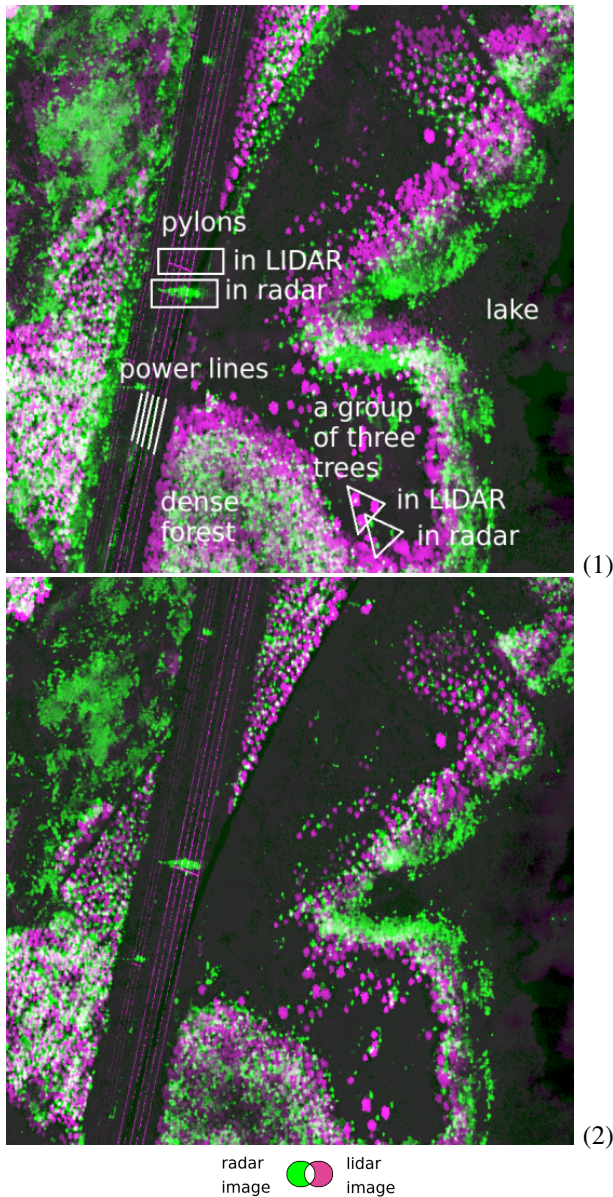 pylons
in LIDAR
in radar
lake
power lines
a group
of three
trees
in LIDAR
in radar
dense
forest
(1)
(2)
radar
image
lidar
image